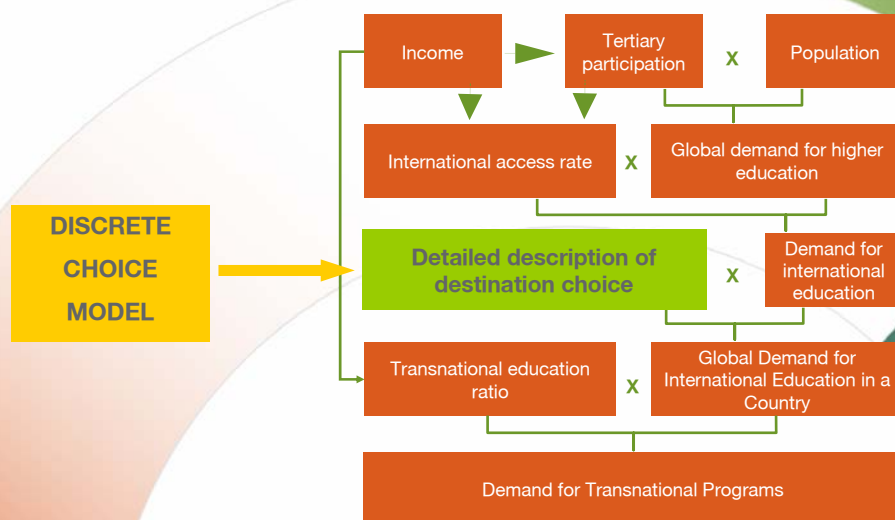 Income
Tertiary
participation
X
Population
International access rate
X
Global demand for higher
education
DISCRETE
CHOICE
MODEL
Detailed description of
destination choice
X
Demand for
international
education
Transnational education
ratio
X
Global Demand for
International Education in a
Country
Demand for Transnational Programs